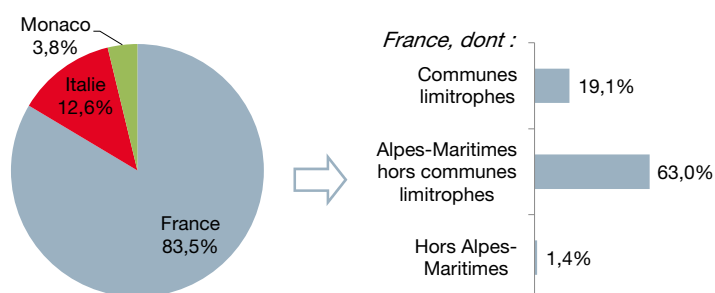 Monaco
3,8%
Italie
12,6%
France
83,5%
France, dont :
Communes
limitrophes
19,1%
Alpes-Maritimes
hors communes
limitrophes
63,0%
Hors Alpes-
Maritimes
1,4%